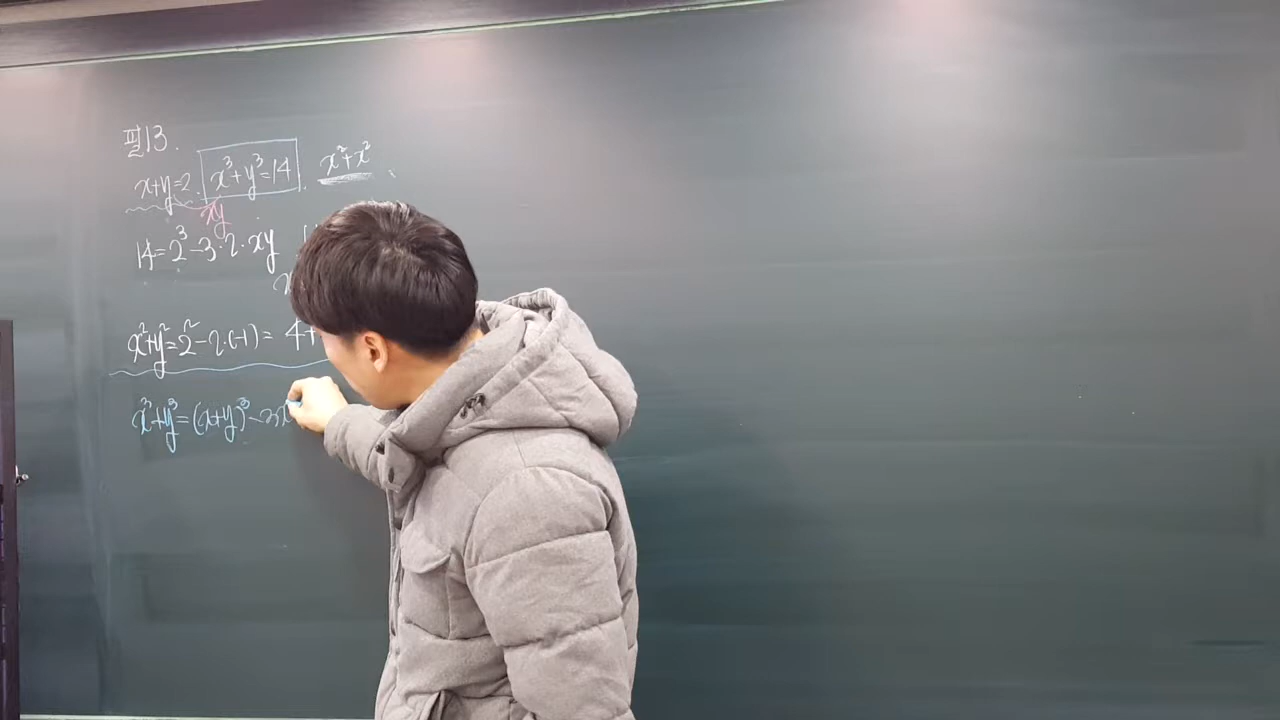 필13.
x+y=2. x³+y³=14. x²+x²
xy
14=2³-3·2·xy
x²+y²=2²-2·(-1)= 4+
x³+y³=(x+y)³-3x